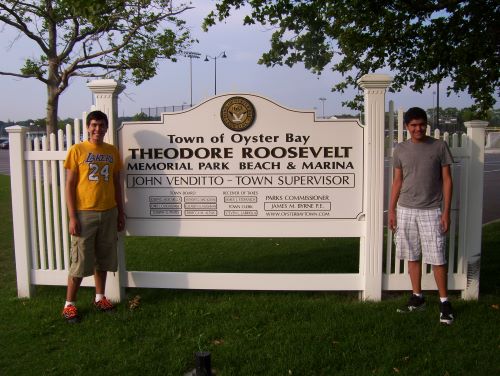 Town of Oyster Bay
THEODORE ROOSEVELT
MEMORIAL PARK BEACH & MARINA
JOHN VENDITTO - TOWN SUPERVISOR
TOWN BOARD
RECEIVER OF TAXES
PARKS COMMISSIONER
JAMES M. BYRNE P.E.
TOWN CLERK
WWW.OYSTERBAYTOWN.COM
LAKERS
24